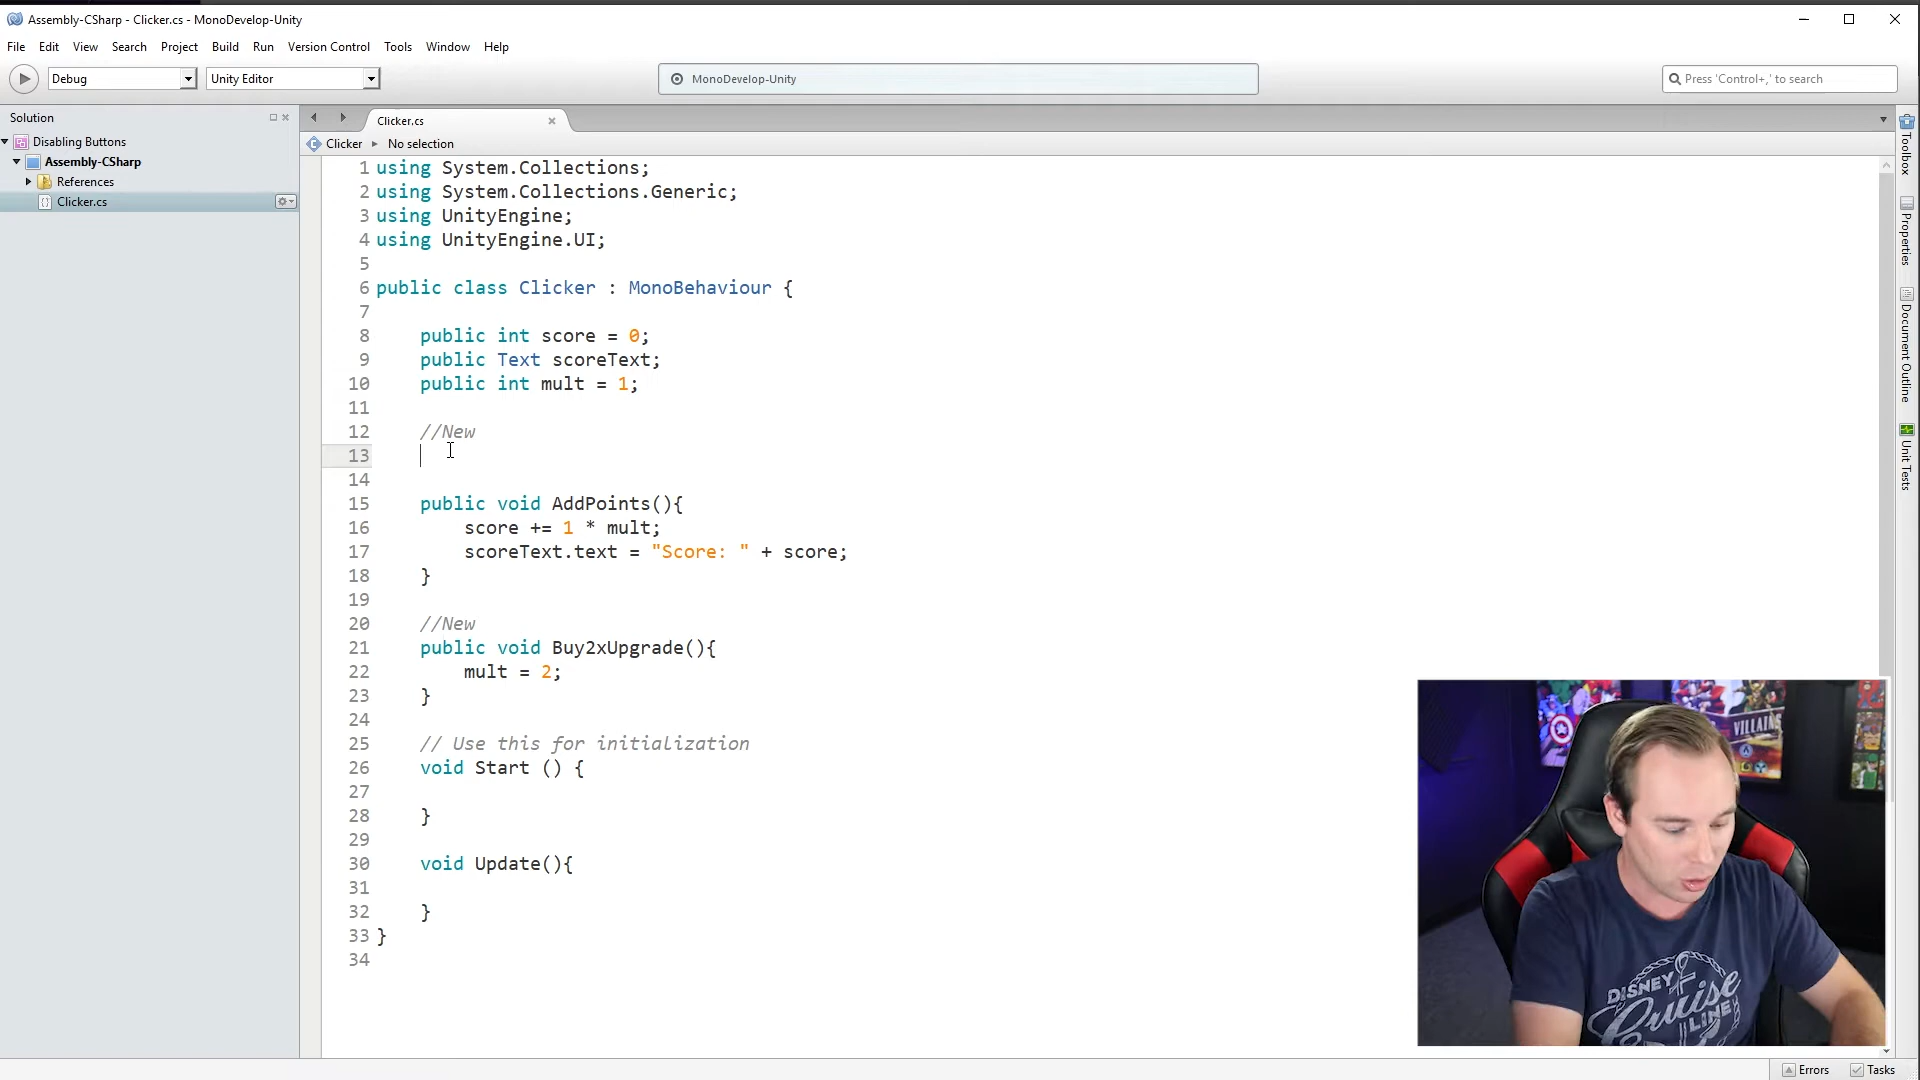 Assembly-CSharp - Clicker.cs - MonoDevelop-Unity
File Edit View Search Project Build Run Version Control Tools Window Help
Debug
Unity Editor
MonoDevelop-Unity
Press 'Control+,' to search
Solution
Disabling Buttons
Assembly-CSharp
References
Clicker.cs
Clicker.cs
Clicker No selection
1 using System.Collections;
2 using System.Collections.Generic;
3 using UnityEngine;
4 using UnityEngine.UI;
5
6 public class Clicker : MonoBehaviour {
7
8 public int score = 0;
9 public Text scoreText;
10 public int mult = 1;
11
12 //New
13
14
15 public void AddPoints(){
16 score += 1 * mult;
17 scoreText.text = "Score: " + score;
18 }
19
20 //New
21 public void Buy2xUpgrade(){
22 mult = 2;
23 }
24
25 // Use this for initialization
26 void Start () {
27
28 }
29
30 void Update(){
31
32 }
33 }
34
Toolbox
Properties
Document Outline
Unit Tests
VILLAINS
DISNEY
Cruise
LINE
Errors
Tasks